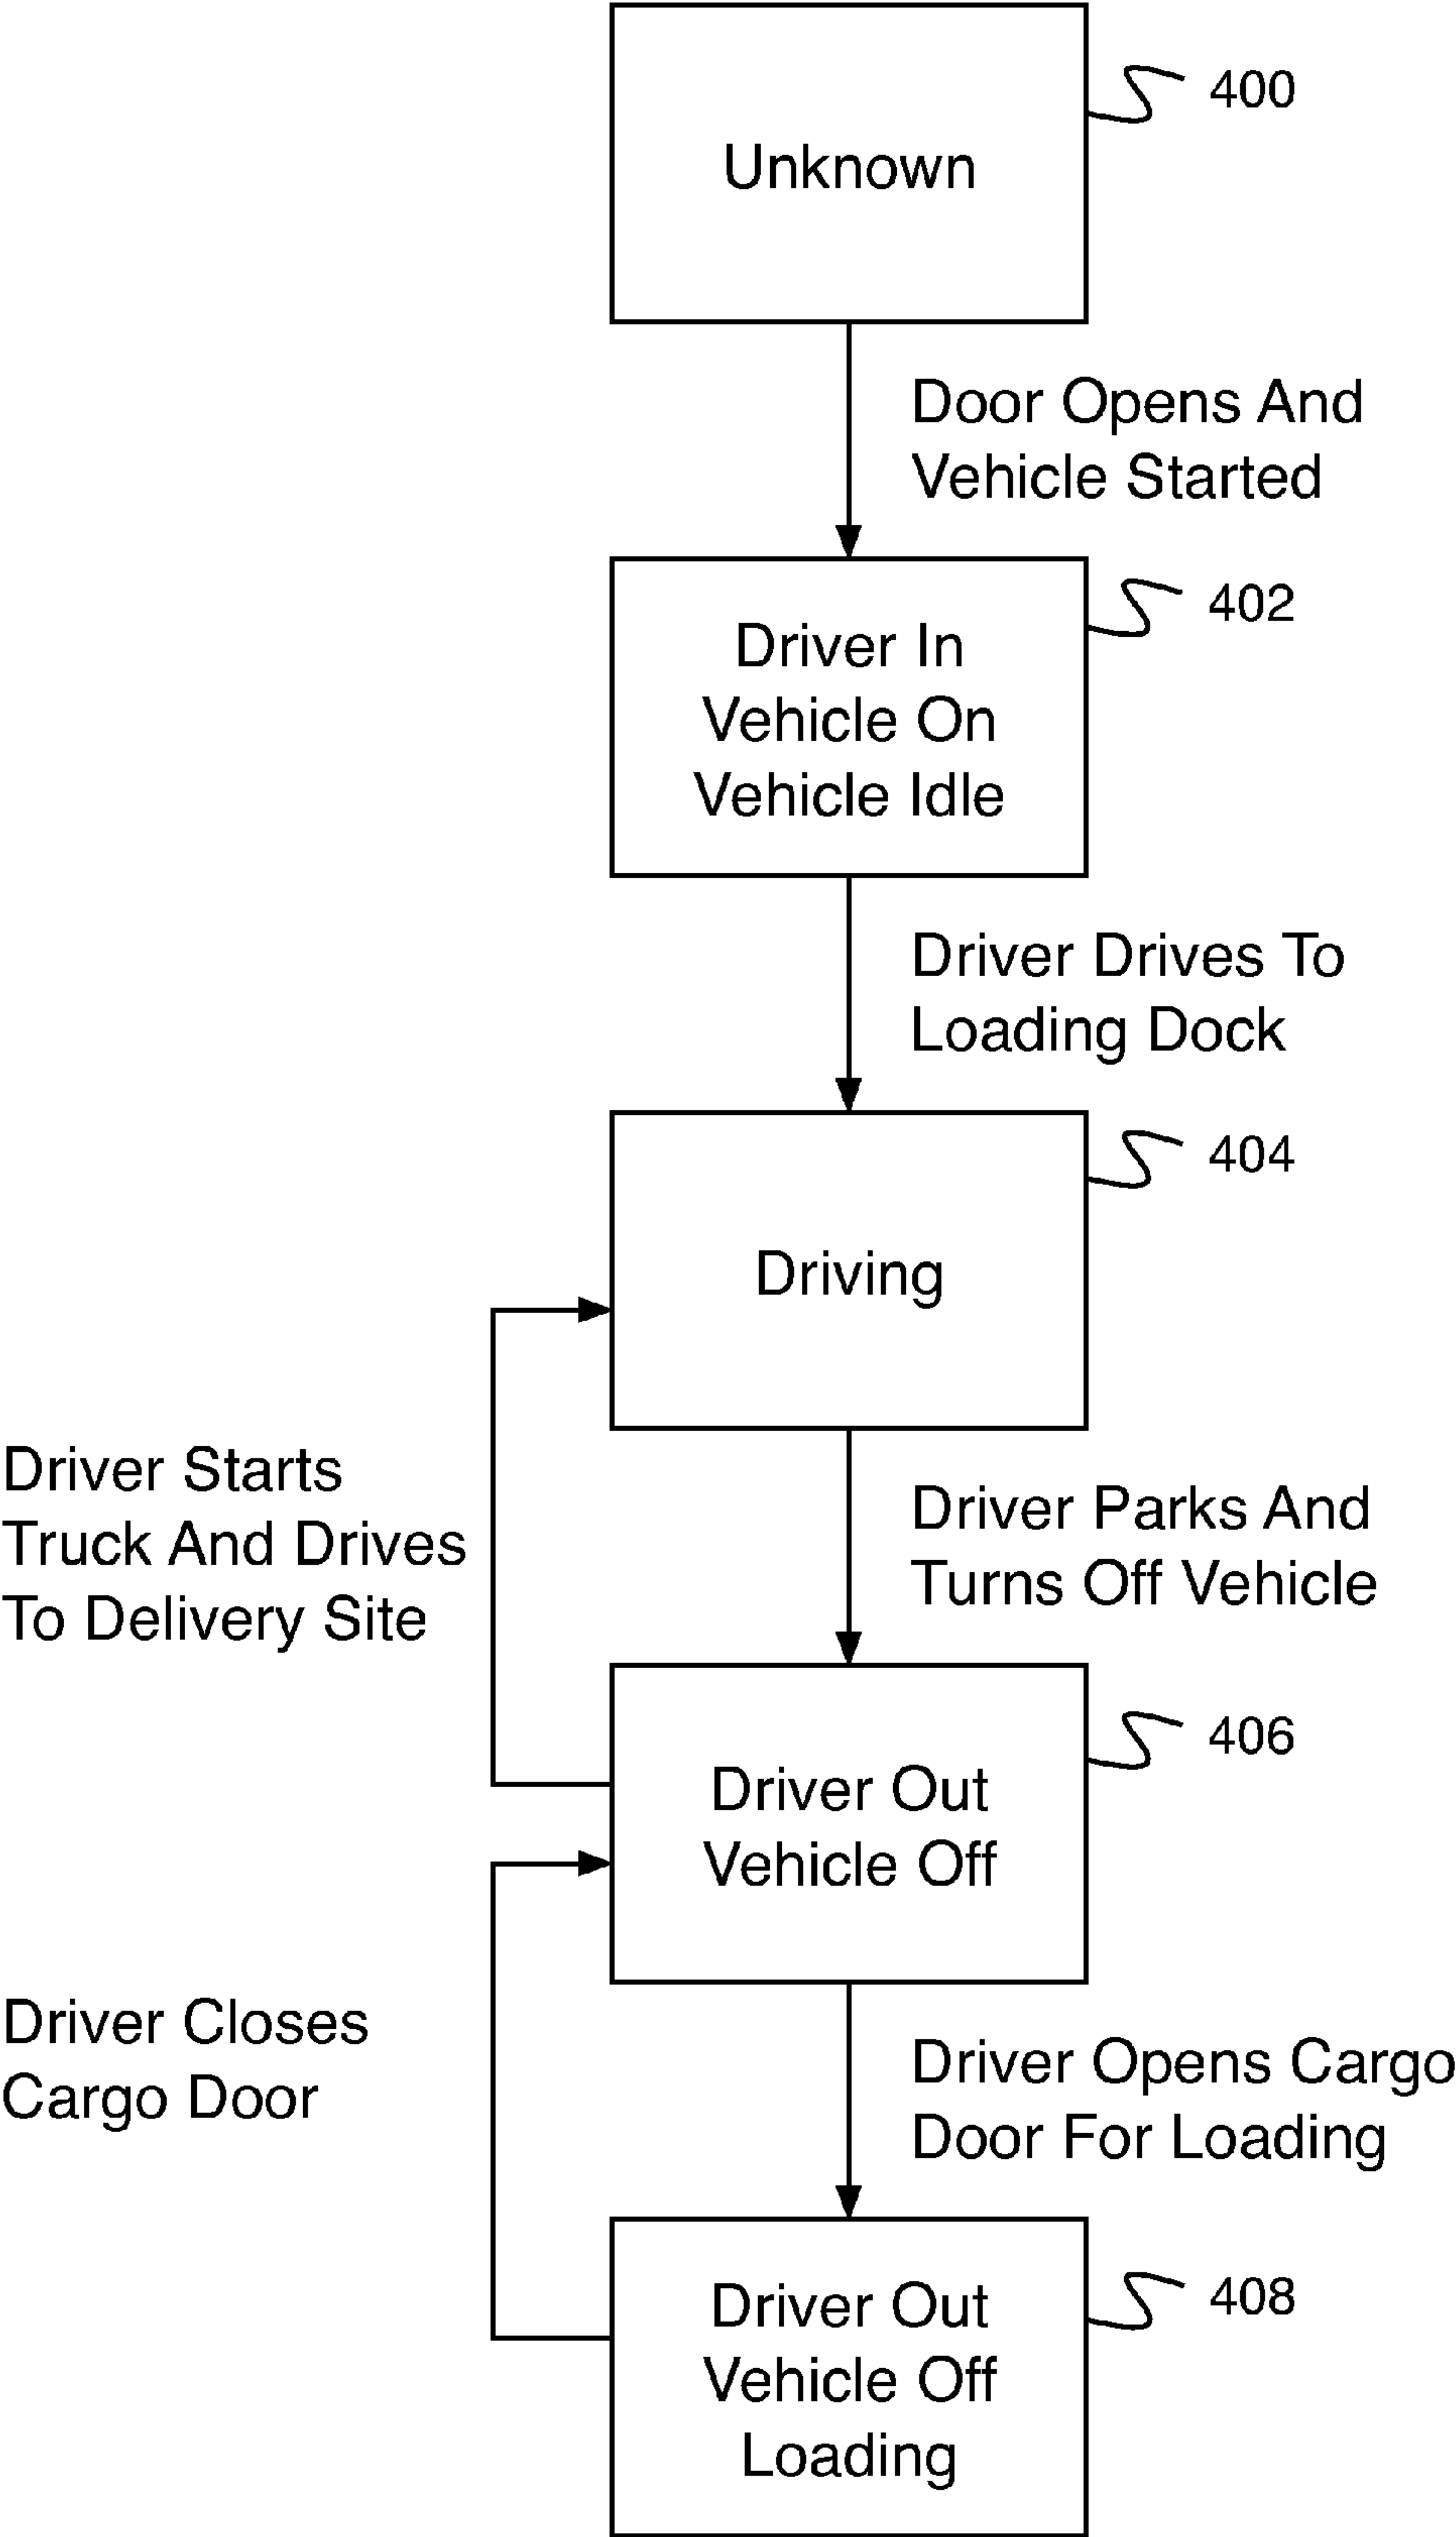 400
Unknown
Door Opens And
Vehicle Started
402
Driver In
Vehicle On
Vehicle Idle
Driver Drives To
Loading Dock
404
Driving
Driver Starts
Truck And Drives
To Delivery Site
Driver Parks And
Turns Off Vehicle
406
Driver Out
Vehicle Off
Driver Closes
Cargo Door
Driver Opens Cargo
Door For Loading
408
Driver Out
Vehicle Off
Loading